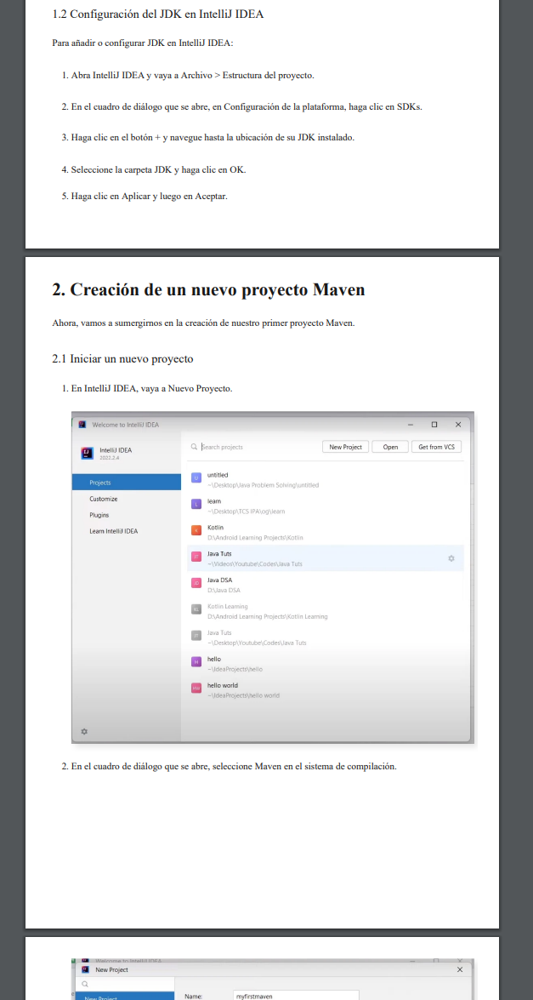 1.2 Configuración del JDK en IntelliJ IDEA
Para añadir o configurar JDK en IntelliJ IDEA:
1. Abra IntelliJ IDEA y vaya a Archivo > Estructura del proyecto.
2. En el cuadro de diálogo que se abre, en Configuración de la plataforma, haga clic en SDKs.
3. Haga clic en el botón + y navegue hasta la ubicación de su JDK instalado.
4. Seleccione la carpeta JDK y haga clic en OK.
5. Haga clic en Aplicar y luego en Aceptar.
2. Creación de un nuevo proyecto Maven
Ahora, vamos a sumergirnos en la creación de nuestro primer proyecto Maven.
2.1 Iniciar un nuevo proyecto
1. En IntelliJ IDEA, vaya a Nuevo Proyecto.
Welcome to IntelliJ IDEA
IntelliJ IDEA
2022.2.4
Projects
Customize
Plugins
Learn IntelliJ IDEA
Search projects
New Project
Open
Get from VCS
untitled
~\Desktop\Java Problem Solving\untitled
learn
~\Desktop\TCS IPA\og\learn
Kotlin
D:\Android Learning Projects\Kotlin
Java Tuts
~\Videos\Youtube\Codes\Java Tuts
Java DSA
D:\Java DSA
Kotlin Learning
D:\Android Learning Projects\Kotlin Learning
Java Tuts
~\Desktop\Youtube\Codes\Java Tuts
hello
~\IdeaProjects\hello
hello world
~\IdeaProjects\hello world
2. En el cuadro de diálogo que se abre, seleccione Maven en el sistema de compilación.
Welcome to IntelliJ IDEA
New Project
New Project
Name:
myfirstmaven